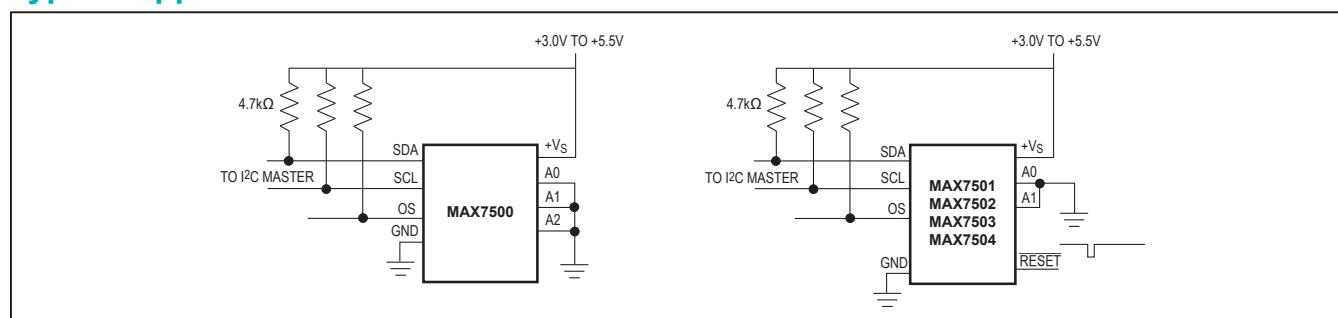 +3.0V TO +5.5V
4.7kΩ
SDA
+VS
TO I2C MASTER
SCL
A0
MAX7500
OS
A1
A2
GND
+3.0V TO +5.5V
4.7kΩ
SDA
+VS
TO I2C MASTER
SCL
A0
MAX7501
MAX7502
MAX7503
MAX7504
OS
A1
GND
RESET